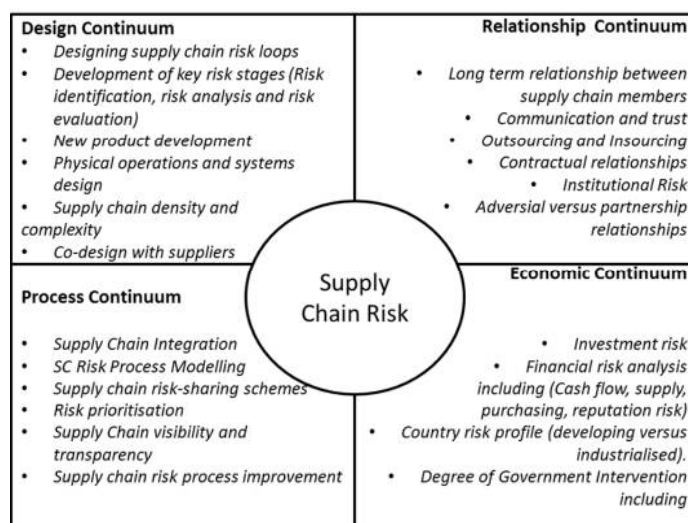 Design Continuum
• Designing supply chain risk loops
• Development of key risk stages (Risk
identification, risk analysis and risk
evaluation)
• New product development
• Physical operations and systems
design
• Supply chain density and
complexity
• Co-design with suppliers
Relationship Continuum
• Long term relationship between
supply chain members
• Communication and trust
• Outsourcing and Insourcing
• Contractual relationships
• Institutional Risk
• Adversial versus partnership
relationships
Supply
Chain Risk
Process Continuum
• Supply Chain Integration
• SC Risk Process Modelling
• Supply chain risk-sharing schemes
• Risk prioritisation
• Supply Chain visibility and
transparency
• Supply chain risk process improvement
Economic Continuum
• Investment risk
• Financial risk analysis
including (Cash flow, supply,
purchasing, reputation risk)
• Country risk profile (developing versus
industrialised).
• Degree of Government Intervention
including